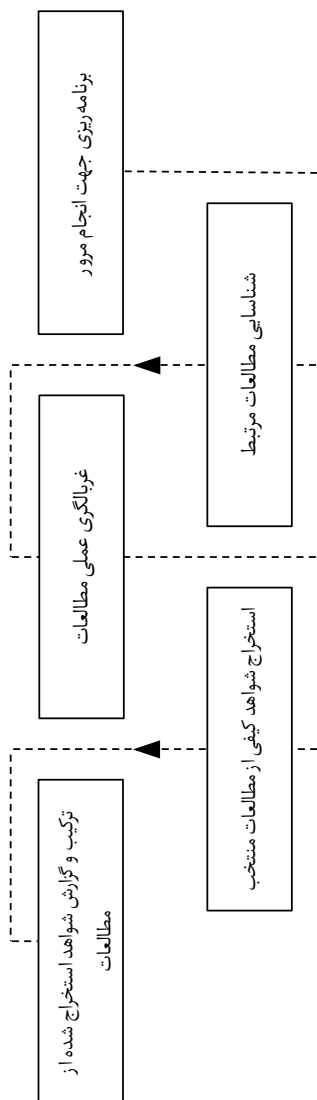 برنامه‌ریزی جهت انجام مرور
شناسایی مطالعات مرتبط
غربالگری عملی مطالعات
استخراج شواهد کیفی از مطالعات منتخب
ترکیب و گزارش شواهد استخراج شده از
مطالعات